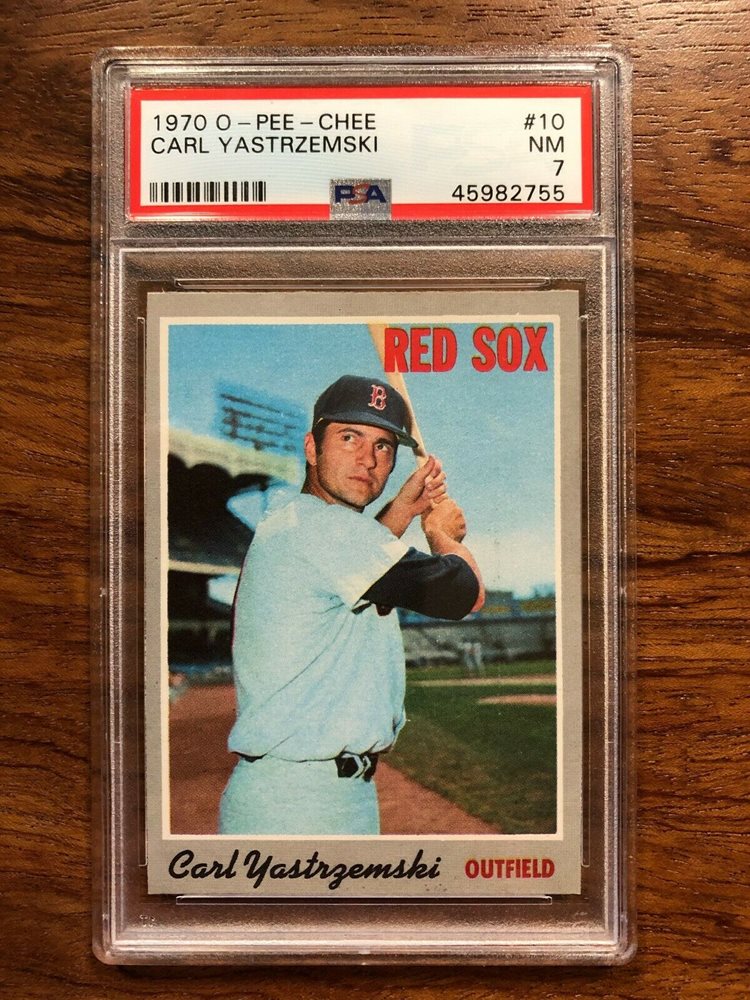 1970 O-PEE-CHEE #10
CARL YASTRZEMSKI NM
7
PSA 45982755
RED SOX
B
Carl Yastrzemski OUTFIELD